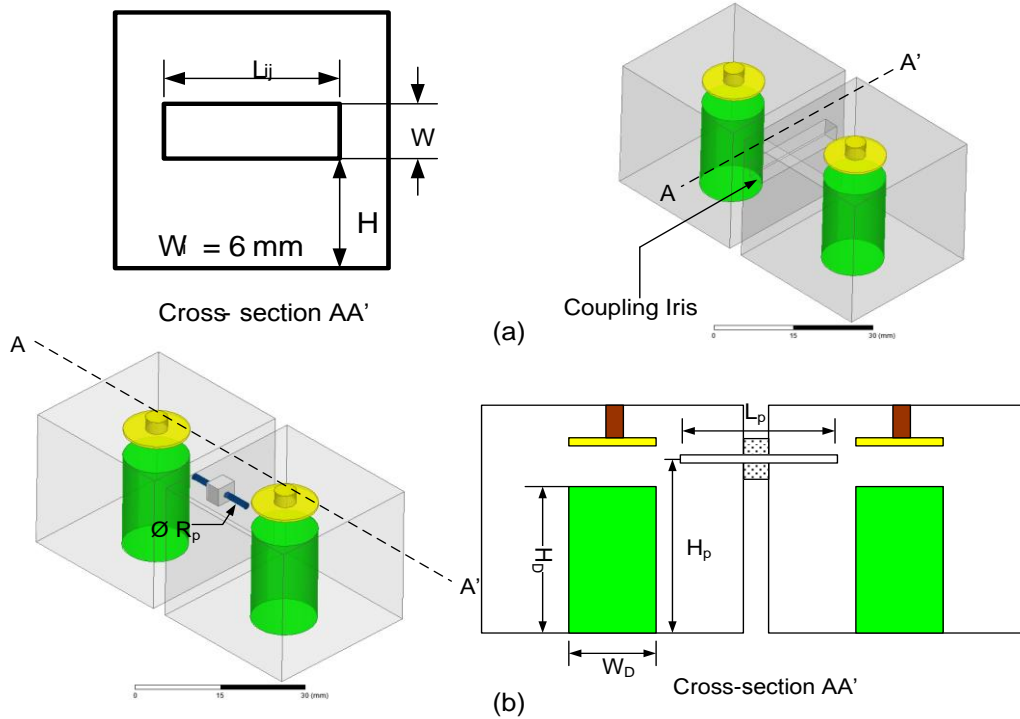 Lij
W
H
Wi = 6 mm
Cross- section AA’
A’
A
Coupling Iris
(a)
0 15 30 (mm)
A
Ø Rp
A’
0 15 30 (mm)
Lp
HD
Hp
WD
Cross-section AA’
(b)